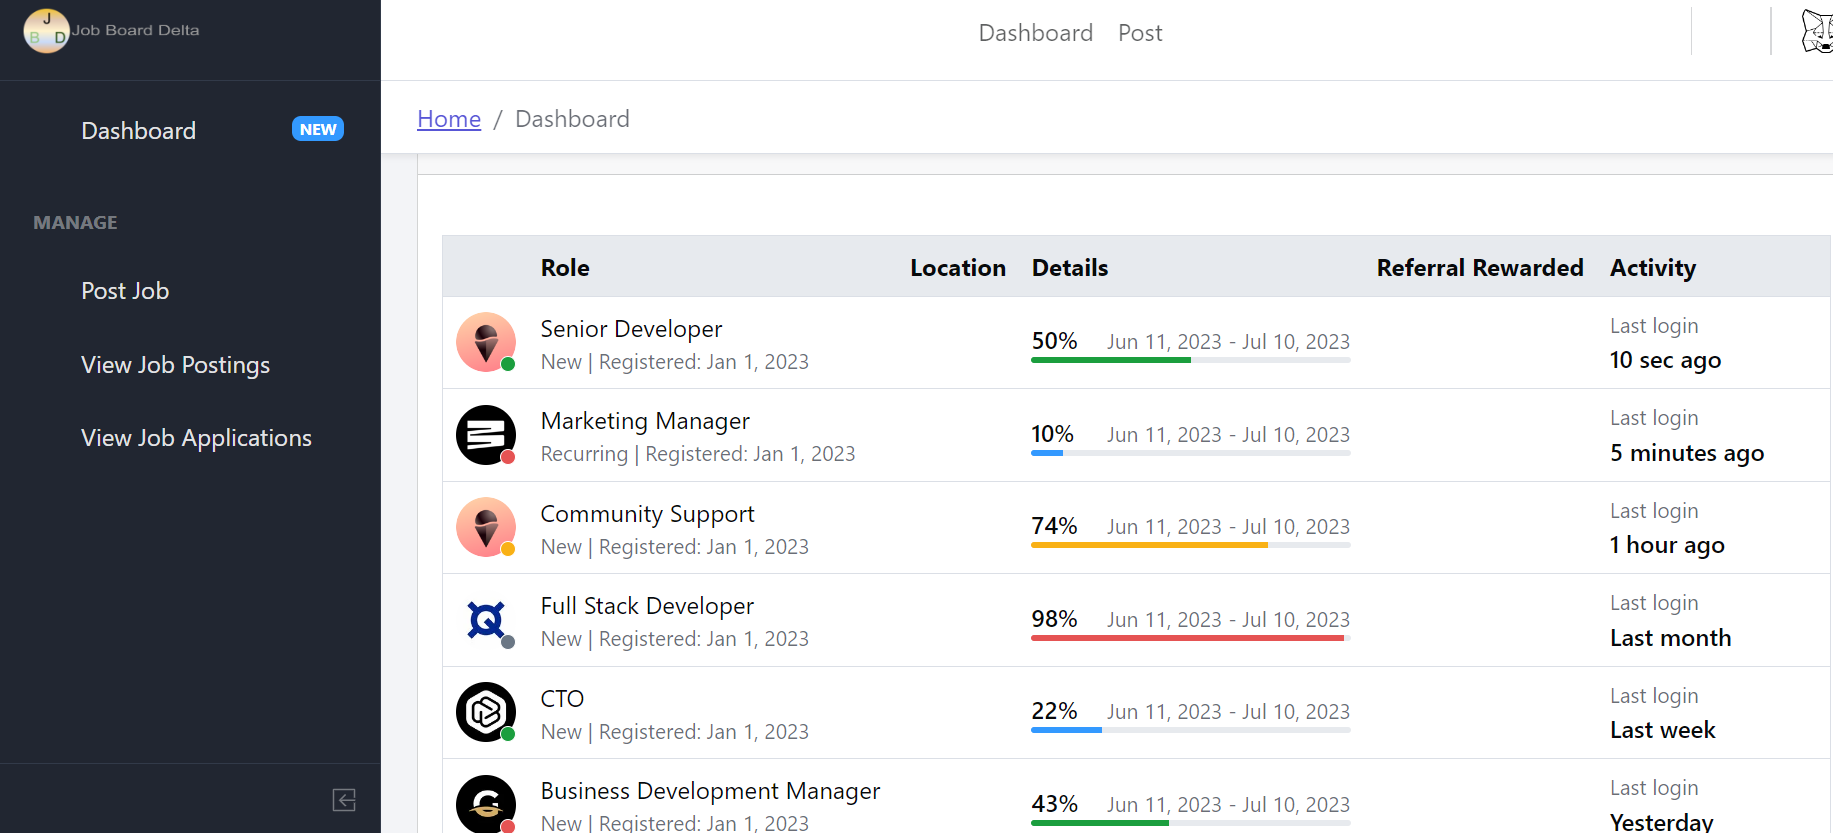 J
B D
Job Board Delta
Dashboard Post
Dashboard NEW
Home / Dashboard
MANAGE
Post Job
View Job Postings
View Job Applications
Role Location Details Referral Rewarded Activity
Senior Developer
New | Registered: Jan 1, 2023
50% Jun 11, 2023 - Jul 10, 2023
Last login
10 sec ago
Marketing Manager
Recurring | Registered: Jan 1, 2023
10% Jun 11, 2023 - Jul 10, 2023
Last login
5 minutes ago
Community Support
New | Registered: Jan 1, 2023
74% Jun 11, 2023 - Jul 10, 2023
Last login
1 hour ago
Full Stack Developer
New | Registered: Jan 1, 2023
98% Jun 11, 2023 - Jul 10, 2023
Last login
Last month
CTO
New | Registered: Jan 1, 2023
22% Jun 11, 2023 - Jul 10, 2023
Last login
Last week
Business Development Manager
New | Registered: Jan 1, 2023
43% Jun 11, 2023 - Jul 10, 2023
Last login
Yesterday